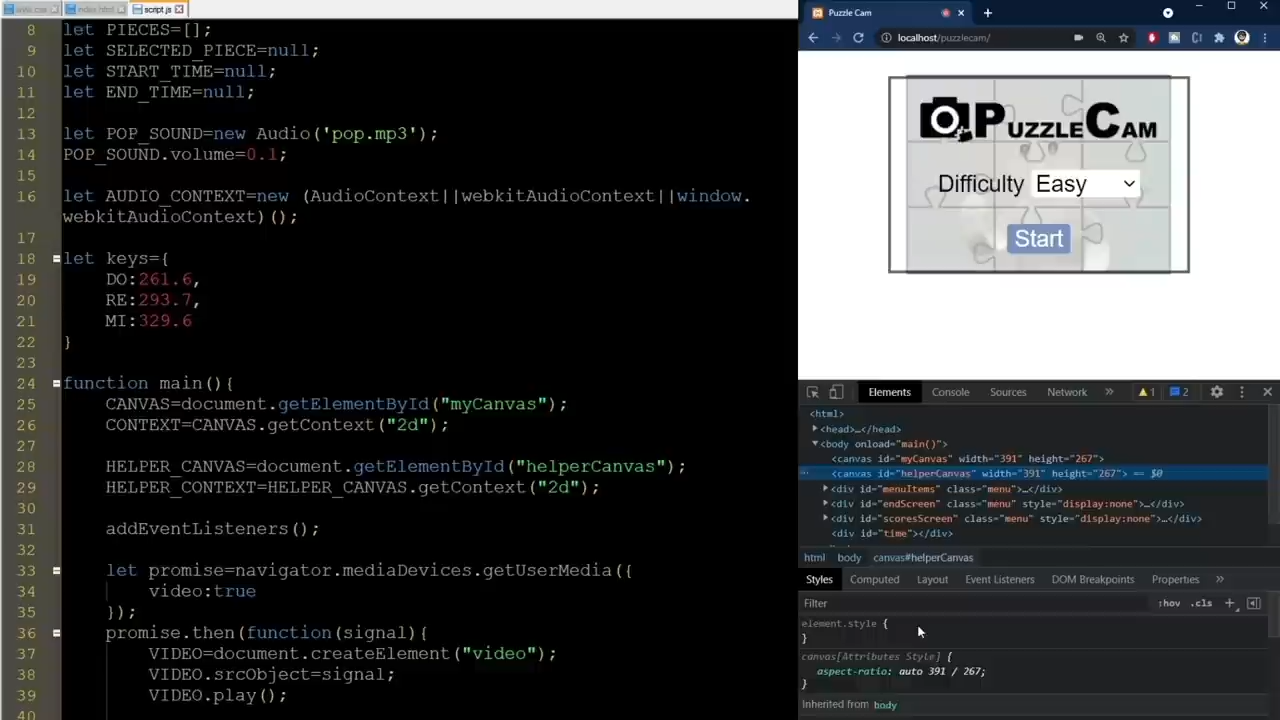 index.html
script.js
8 let PIECES=[];
9 let SELECTED_PIECE=null;
10 let START_TIME=null;
11 let END_TIME=null;
12
13 let POP_SOUND=new Audio('pop.mp3');
14 POP_SOUND.volume=0.1;
15
16 let AUDIO_CONTEXT=new (AudioContext||webkitAudioContext||window.
webkitAudioContext)();
17
18 let keys={
19 DO:261.6,
20 RE:293.7,
21 MI:329.6
22 }
23
24 function main(){
25 CANVAS=document.getElementById("myCanvas");
26 CONTEXT=CANVAS.getContext("2d");
27
28 HELPER_CANVAS=document.getElementById("helperCanvas");
29 HELPER_CONTEXT=HELPER_CANVAS.getContext("2d");
30
31 addEventListeners();
32
33 let promise=navigator.mediaDevices.getUserMedia({
34 video:true
35 });
36 promise.then(function(signal){
37 VIDEO=document.createElement("video");
38 VIDEO.srcObject=signal;
39 VIDEO.play();
40
Puzzle Cam
localhost/puzzlecam/
PUZZLECAM
Difficulty Easy
Start
Elements Console Sources Network » 1 2
<html>
<head>…</head>
<body onload="main()">
<canvas id="myCanvas" width="391" height="267">
<canvas id="helperCanvas" width="391" height="267"> == $0
<div id="menuItems" class="menu">…</div>
<div id="endScreen" class="menu" style="display:none">…</div>
<div id="scoresScreen" class="menu" style="display:none">…</div>
<div id="time"></div>
html body canvas#helperCanvas
Styles Computed Layout Event Listeners DOM Breakpoints Properties »
Filter :hov .cls +
element.style {
}
canvas[Attributes Style] {
aspect-ratio: auto 391 / 267;
}
Inherited from body